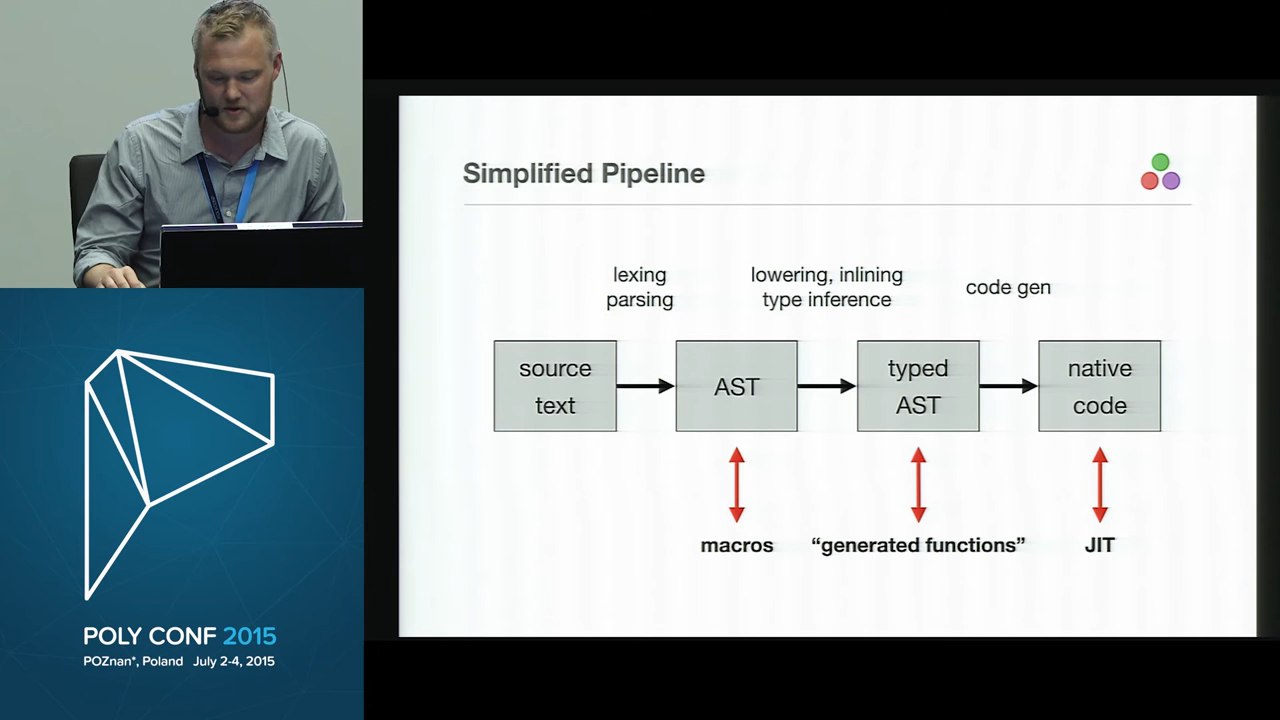 Simplified Pipeline
lexing
parsing
lowering, inlining
type inference
code gen
source
text
AST
typed
AST
native
code
macros
“generated functions”
JIT
POLY CONF 2015
POZnan*, Poland July 2-4, 2015